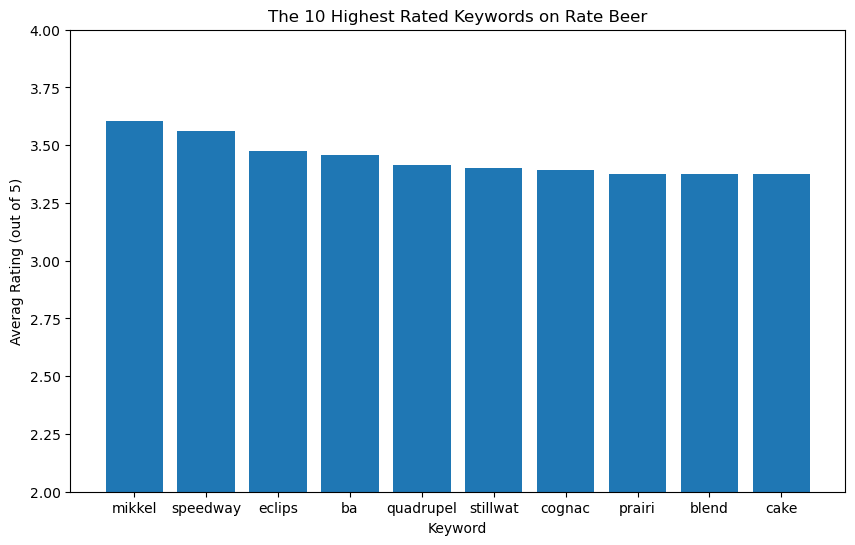 The 10 Highest Rated Keywords on Rate Beer
4.00
3.75
3.50
3.25
3.00
2.75
2.50
2.25
2.00
Averag Rating (out of 5)
mikkel speedway eclips ba quadrupel stillwat cognac prairi blend cake
Keyword